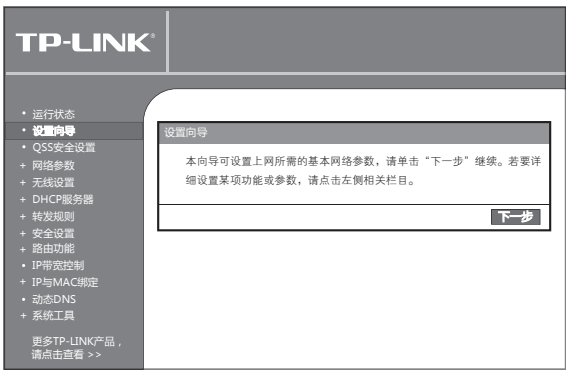 TP-LINK®
• 运行状态
• 设置向导
• QSS安全设置
+ 网络参数
+ 无线设置
+ DHCP服务器
+ 转发规则
+ 安全设置
+ 路由功能
• IP带宽控制
+ IP与MAC绑定
• 动态DNS
+ 系统工具
更多TP-LINK产品，
请点击查看 >>
设置向导
本向导可设置上网所需的基本网络参数，请单击“下一步”继续。若要详
细设置某项功能或参数，请点击左侧相关栏目。
下一步